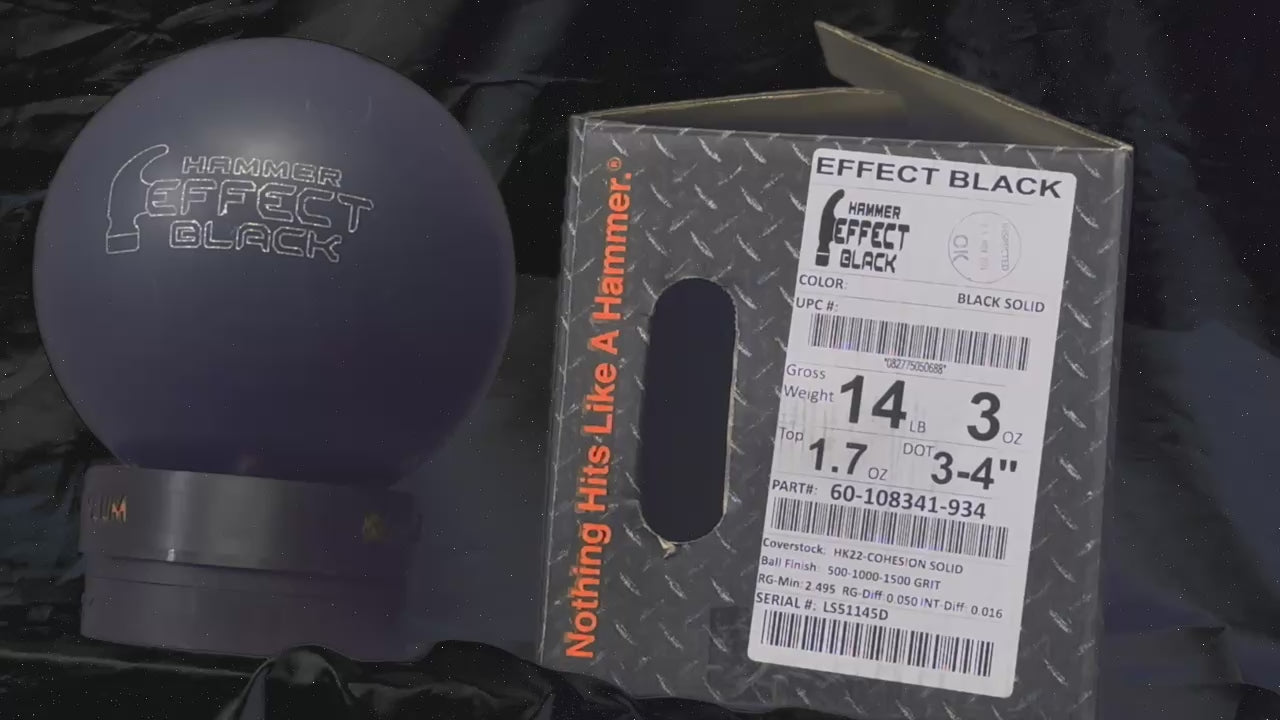 HAMMER
EFFECT
BLACK
Nothing Hits Like A Hammer.®
EFFECT BLACK
HAMMER
EFFECT
BLACK
INSPECTED
OK
COLOR: BLACK SOLID
UPC #:
*082775050688*
Gross Weight 14 LB 3 OZ
Top 1.7 OZ DOT 3-4"
PART#: 60-108341-934
Coverstock: HK22-COHESION SOLID
Ball Finish: 500-1000-1500 GRIT
RG-Min: 2.495 RG-Diff 0.050 INT-Diff: 0.016
SERIAL #: LS51145D